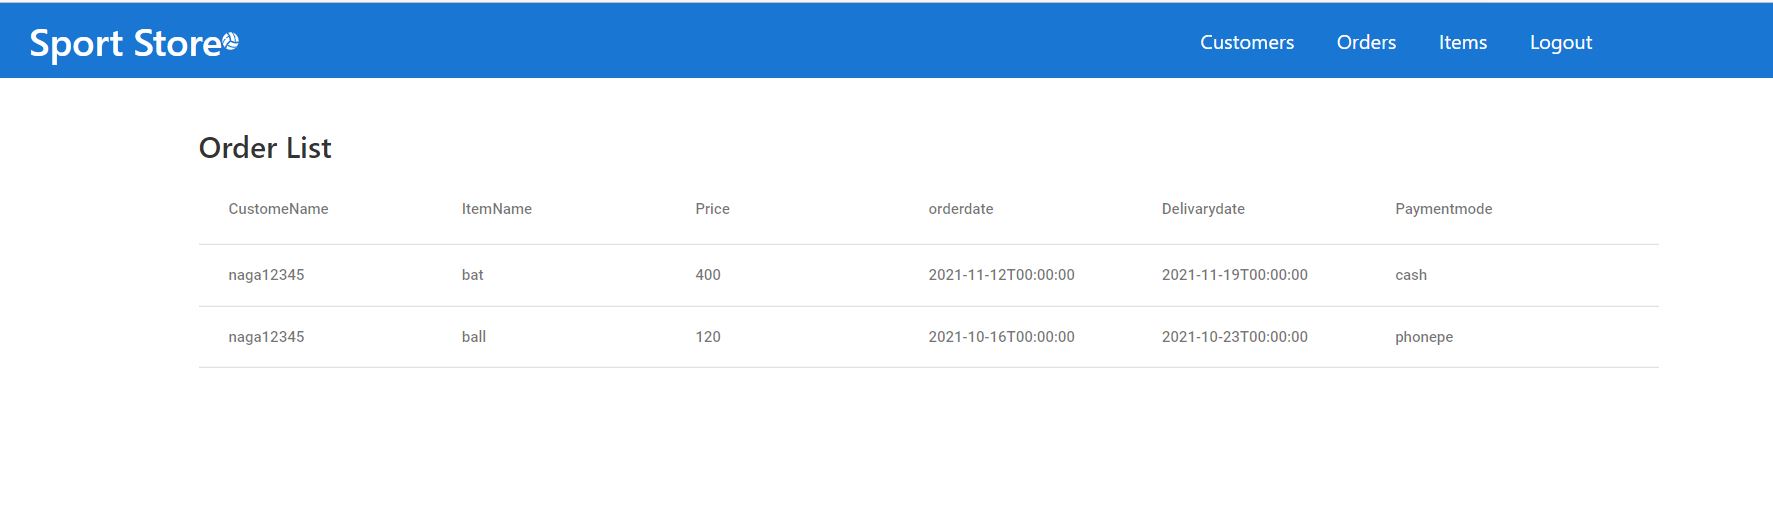 Sport Store
Customers Orders Items Logout
Order List
CustomeName ItemName Price orderdate Delivarydate Paymentmode
naga12345 bat 400 2021-11-12T00:00:00 2021-11-19T00:00:00 cash
naga12345 ball 120 2021-10-16T00:00:00 2021-10-23T00:00:00 phonepe